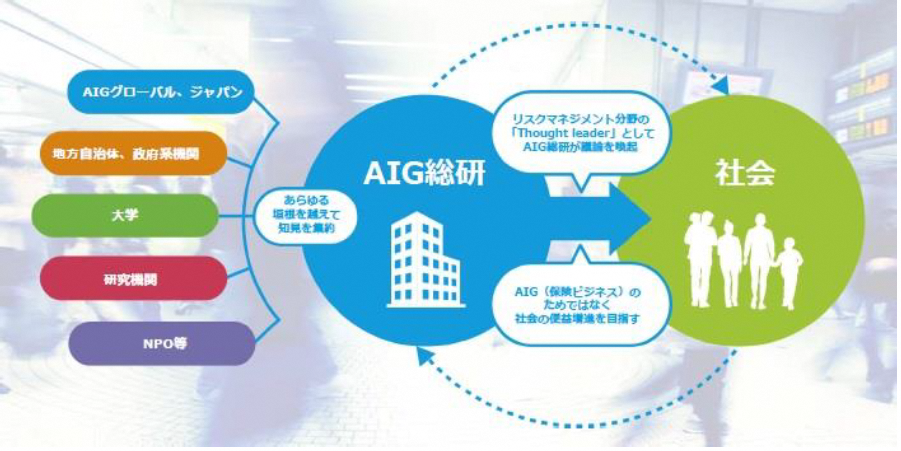 AIGグローバル、ジャパン
地方自治体、政府系機関
大学
研究機関
NPO等
あらゆる
垣根を越えて
知見を集約
AIG総研
リスクマネジメント分野の
「Thought leader」として
AIG総研が議論を喚起
AIG（保険ビジネス）の
ためではなく
社会の便益増進を目指す
社会